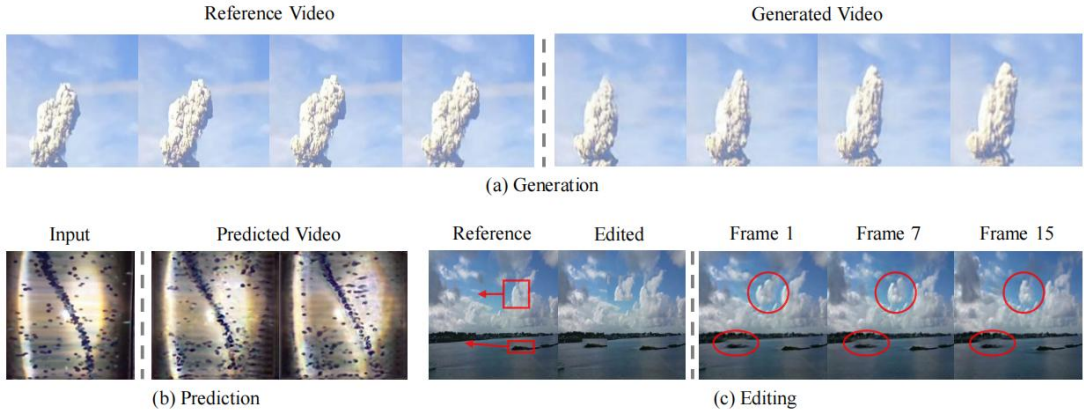 Reference Video
Generated Video
(a) Generation
Input
Predicted Video
Reference
Edited
Frame 1
Frame 7
Frame 15
(b) Prediction
(c) Editing